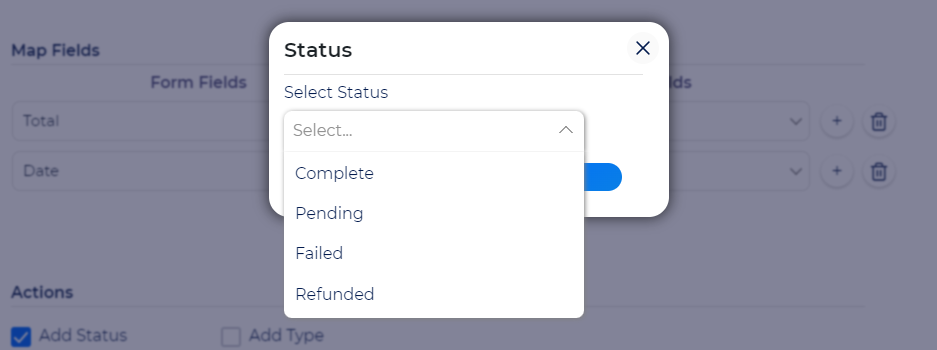 Status
Map Fields
Select Status
Form Fields
Select...
Total
Complete
Date
Pending
Failed
Refunded
Actions
Add Status
Add Type